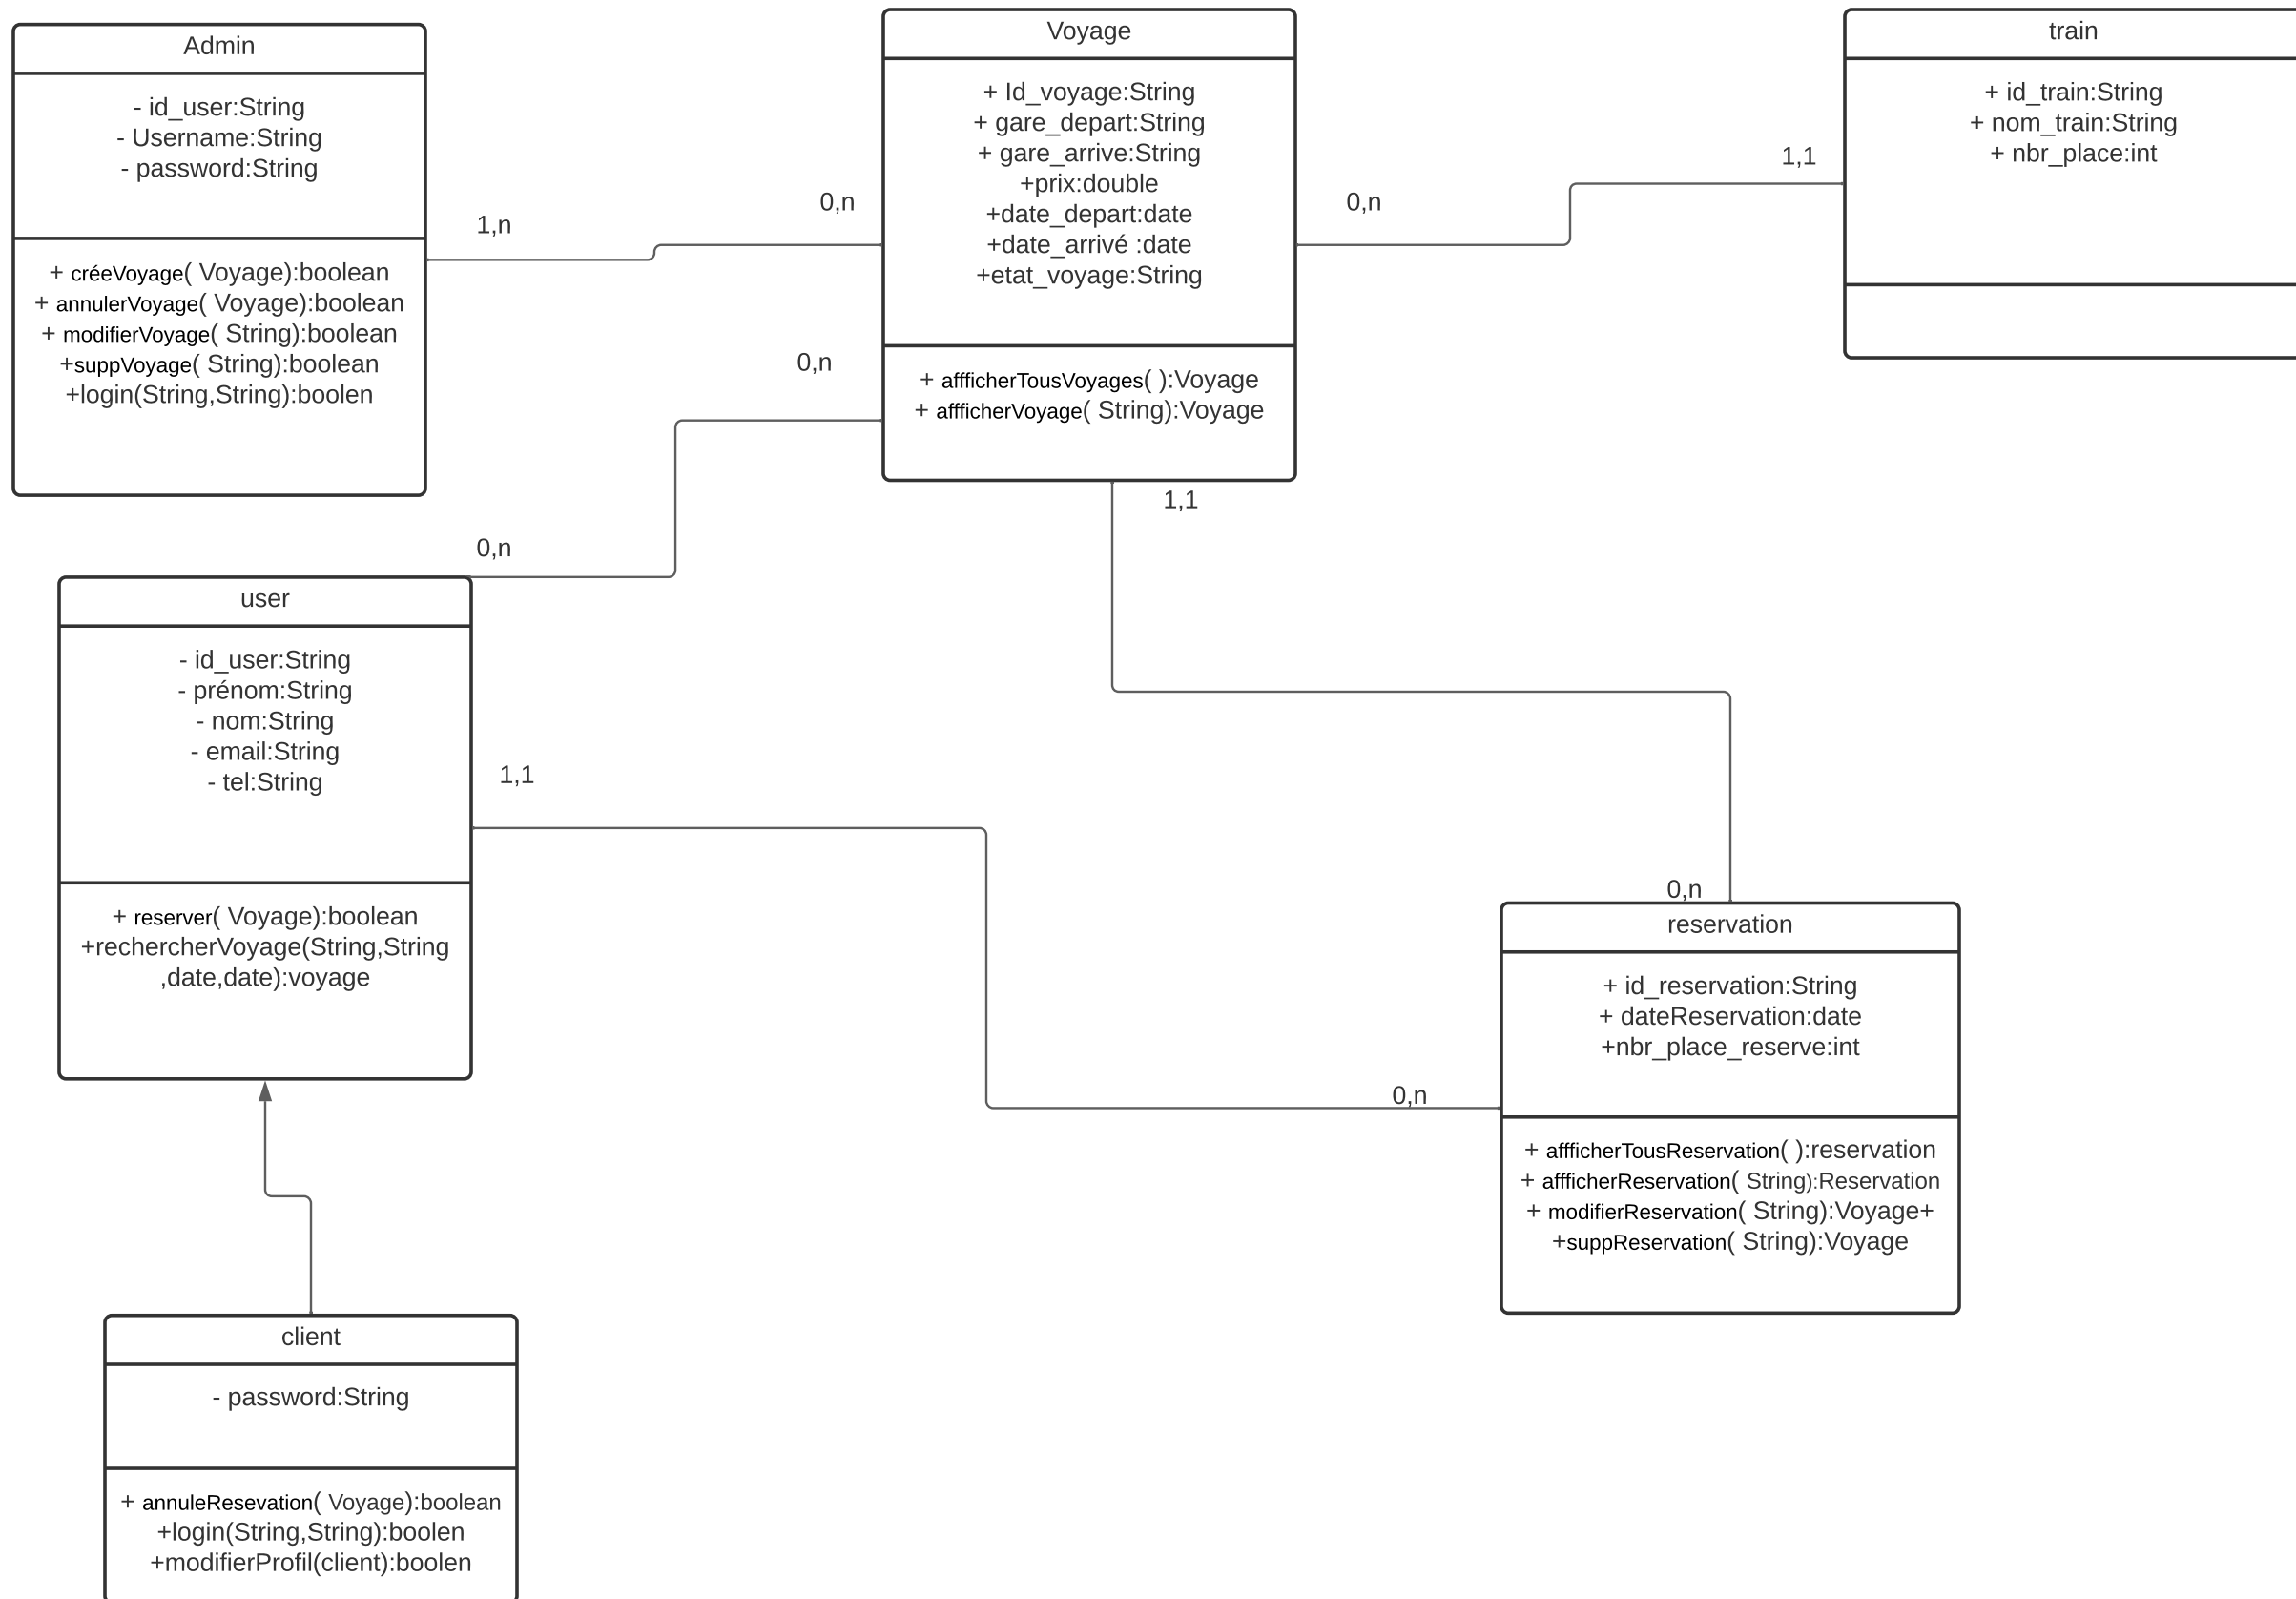 Admin
- id_user:String
- Username:String
- password:String
+ créeVoyage( Voyage):boolean
+ annulerVoyage( Voyage):boolean
+ modifierVoyage( String):boolean
+suppVoyage( String):boolean
+login(String,String):boolen
1,n
0,n
Voyage
+ Id_voyage:String
+ gare_depart:String
+ gare_arrive:String
+prix:double
+date_depart:date
+date_arrivé :date
+etat_voyage:String
+ affficherTousVoyages( ):Voyage
+ affficherVoyage( String):Voyage
0,n
1,1
train
+ id_train:String
+ nom_train:String
+ nbr_place:int
0,n
0,n
1,1
user
- id_user:String
- prénom:String
- nom:String
- email:String
- tel:String
+ reserver( Voyage):boolean
+rechercherVoyage(String,String
,date,date):voyage
1,1
0,n
0,n
reservation
+ id_reservation:String
+ dateReservation:date
+nbr_place_reserve:int
+ affficherTousReservation( ):reservation
+ affficherReservation( String):Reservation
+ modifierReservation( String):Voyage+
+suppReservation( String):Voyage
client
- password:String
+ annuleResevation( Voyage):boolean
+login(String,String):boolen
+modifierProfil(client):boolen